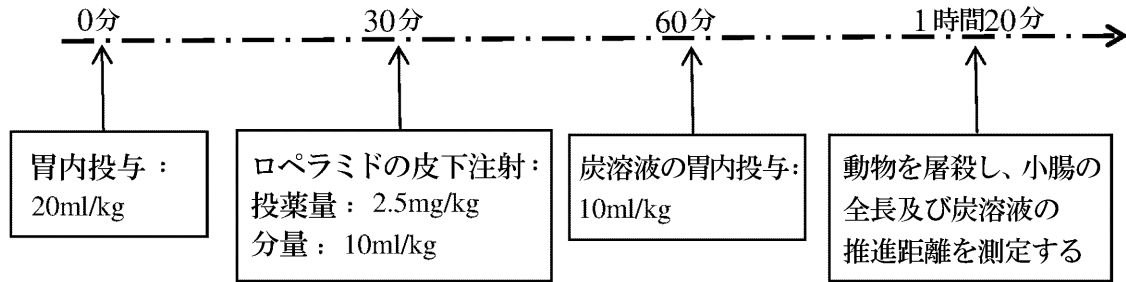 0分
30分
60分
1時間20分
胃内投与：
20ml/kg
ロペラミドの皮下注射：
投薬量：2.5mg/kg
分量：10ml/kg
炭溶液の胃内投与：
10ml/kg
動物を屠殺し、小腸の
全長及び炭溶液の
推進距離を測定する